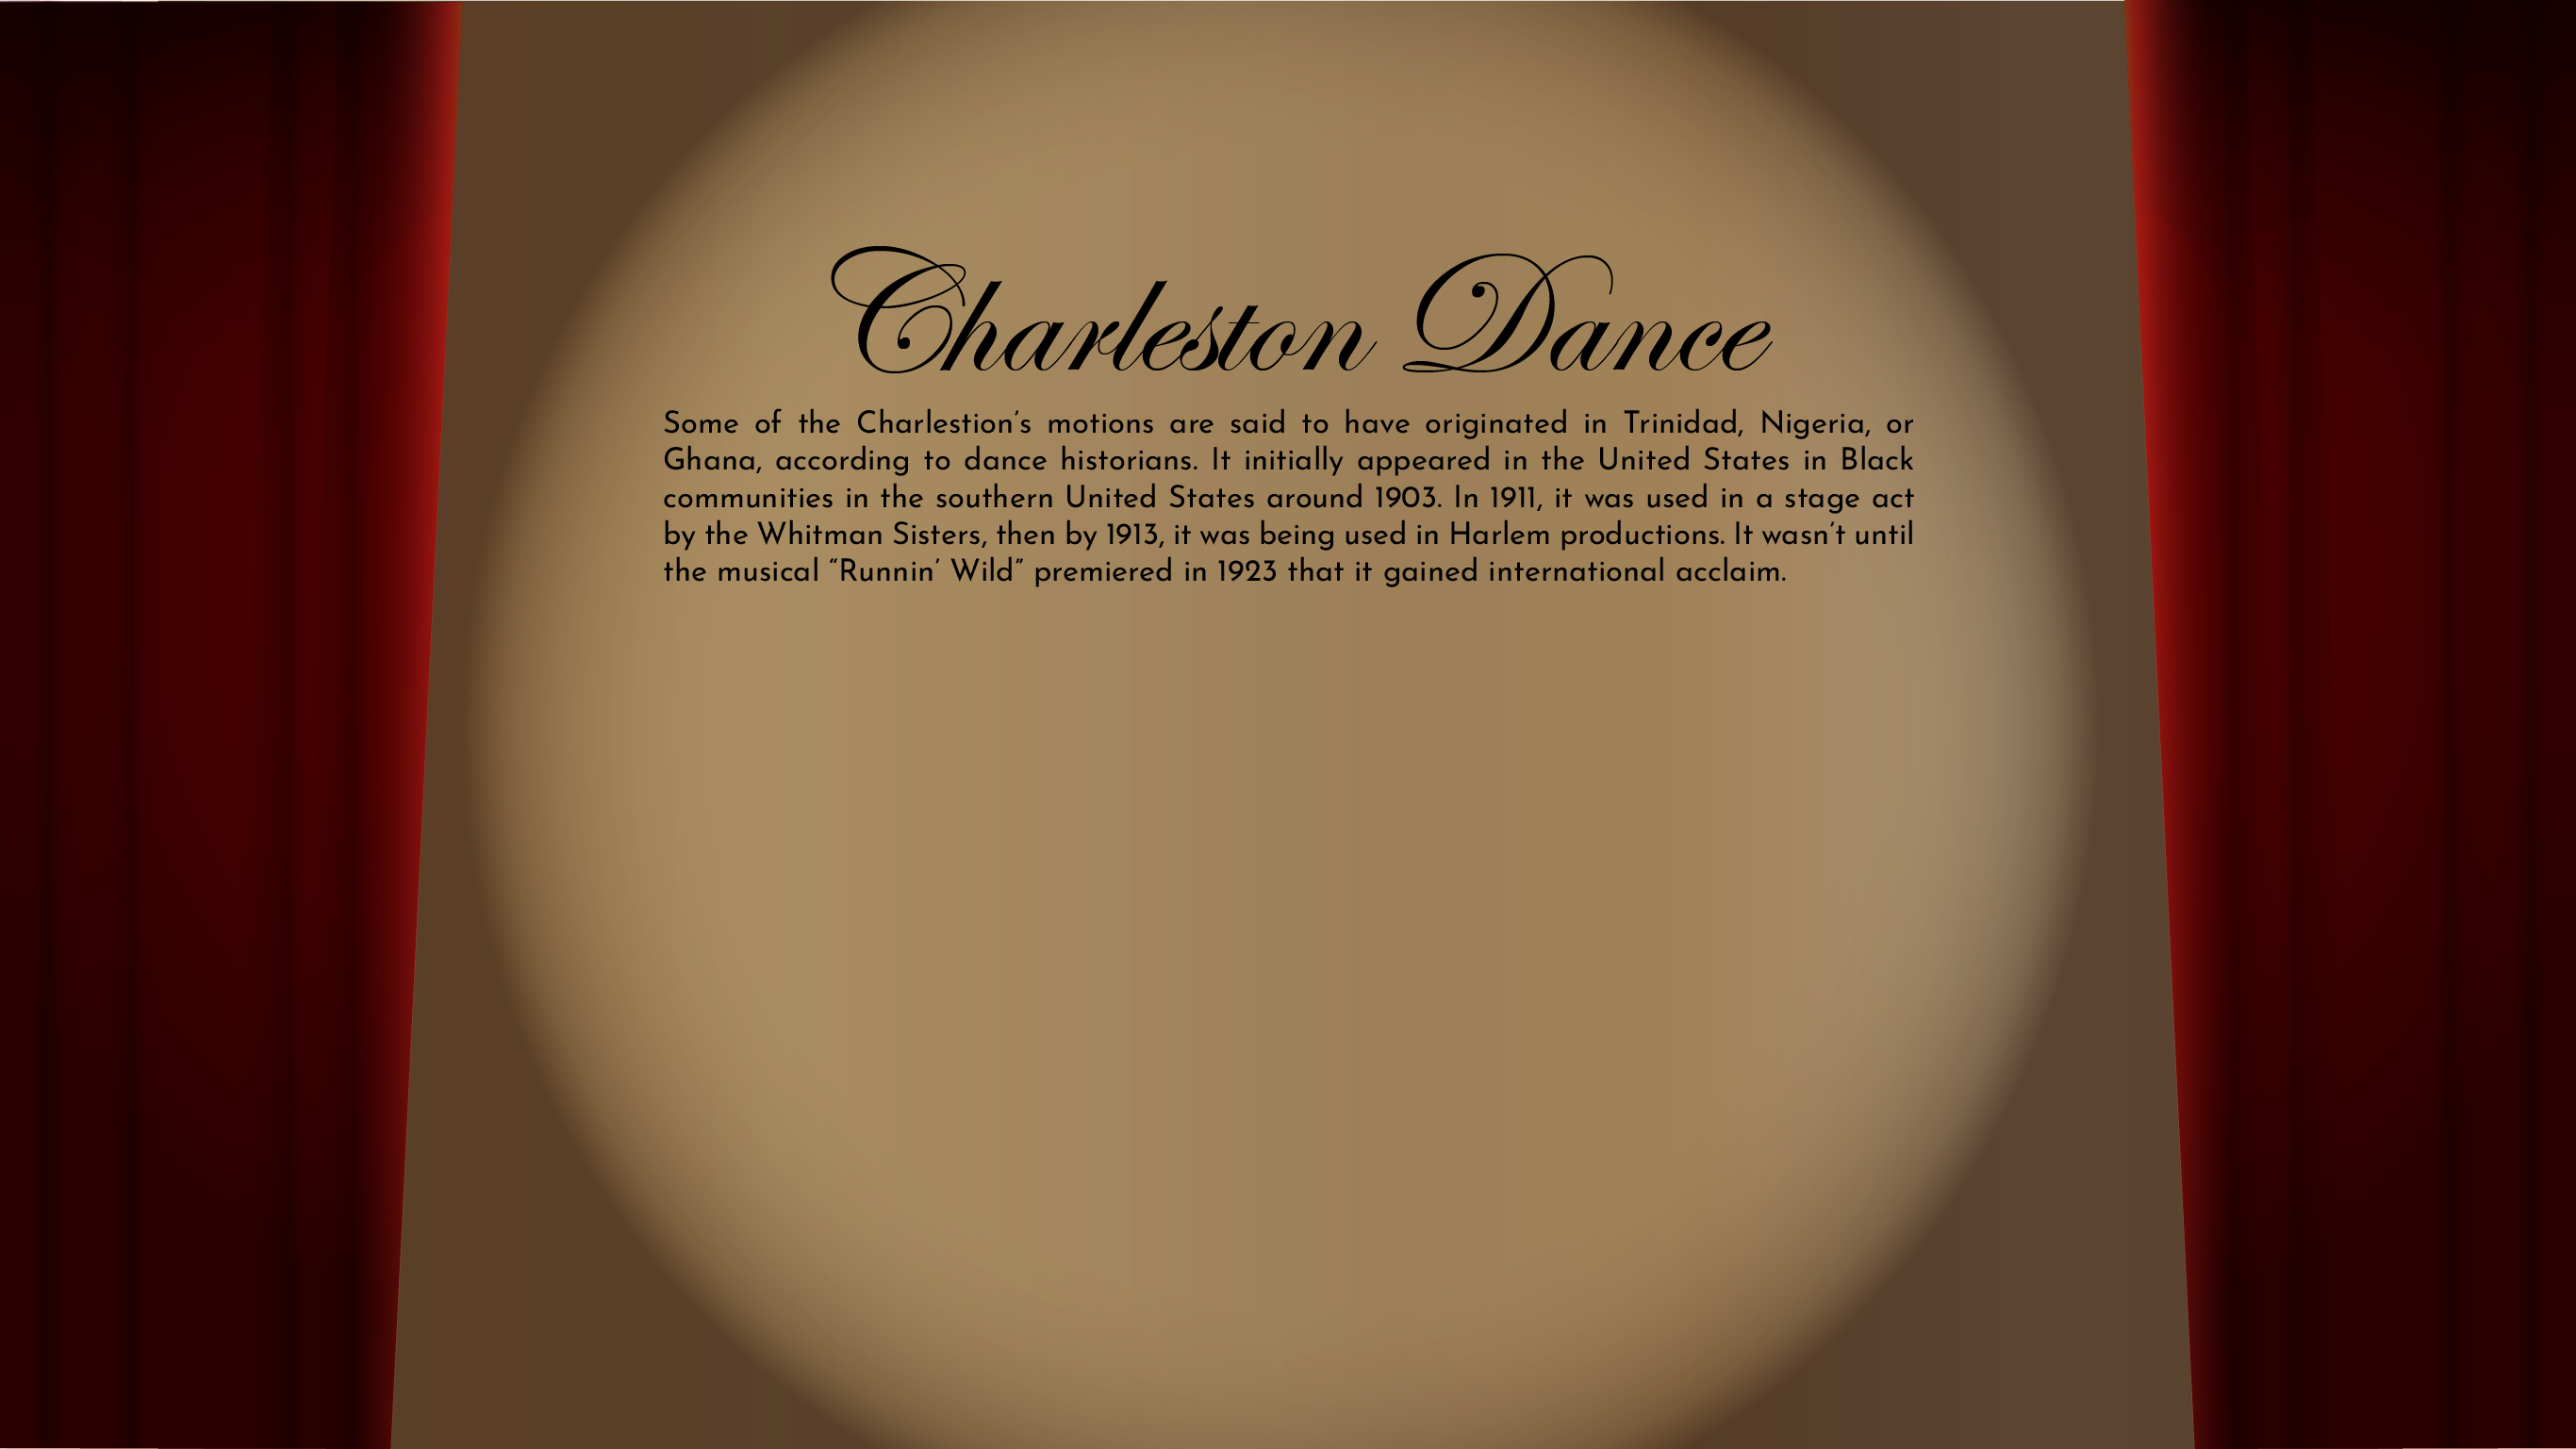 Charleston Dance
Some of the Charlestion’s motions are said to have originated in Trinidad, Nigeria, or
Ghana, according to dance historians. It initially appeared in the United States in Black
communities in the southern United States around 1903. In 1911, it was used in a stage act
by the Whitman Sisters, then by 1913, it was being used in Harlem productions. It wasn’t until
the musical “Runnin’ Wild” premiered in 1923 that it gained international acclaim.